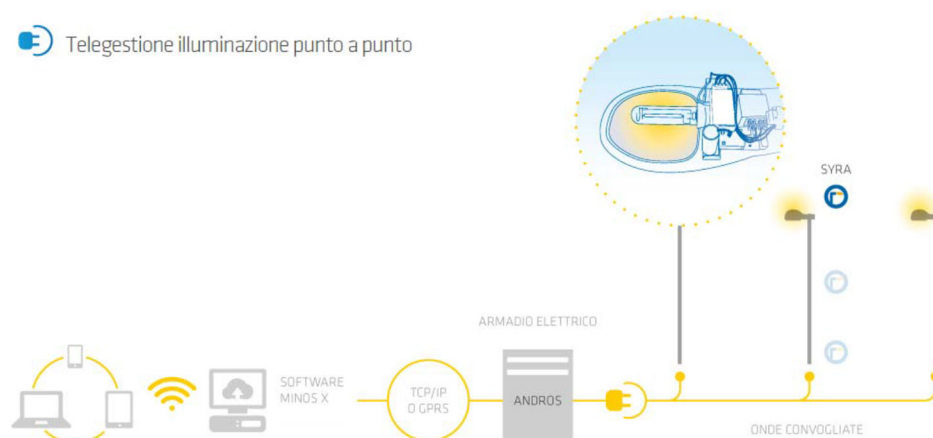 Telegestione illuminazione punto a punto
SYRA
ARMADIO ELETTRICO
SOFTWARE
MINOS X
TCP/IP
O GPRS
ANDROS
ONDE CONVOGLIATE